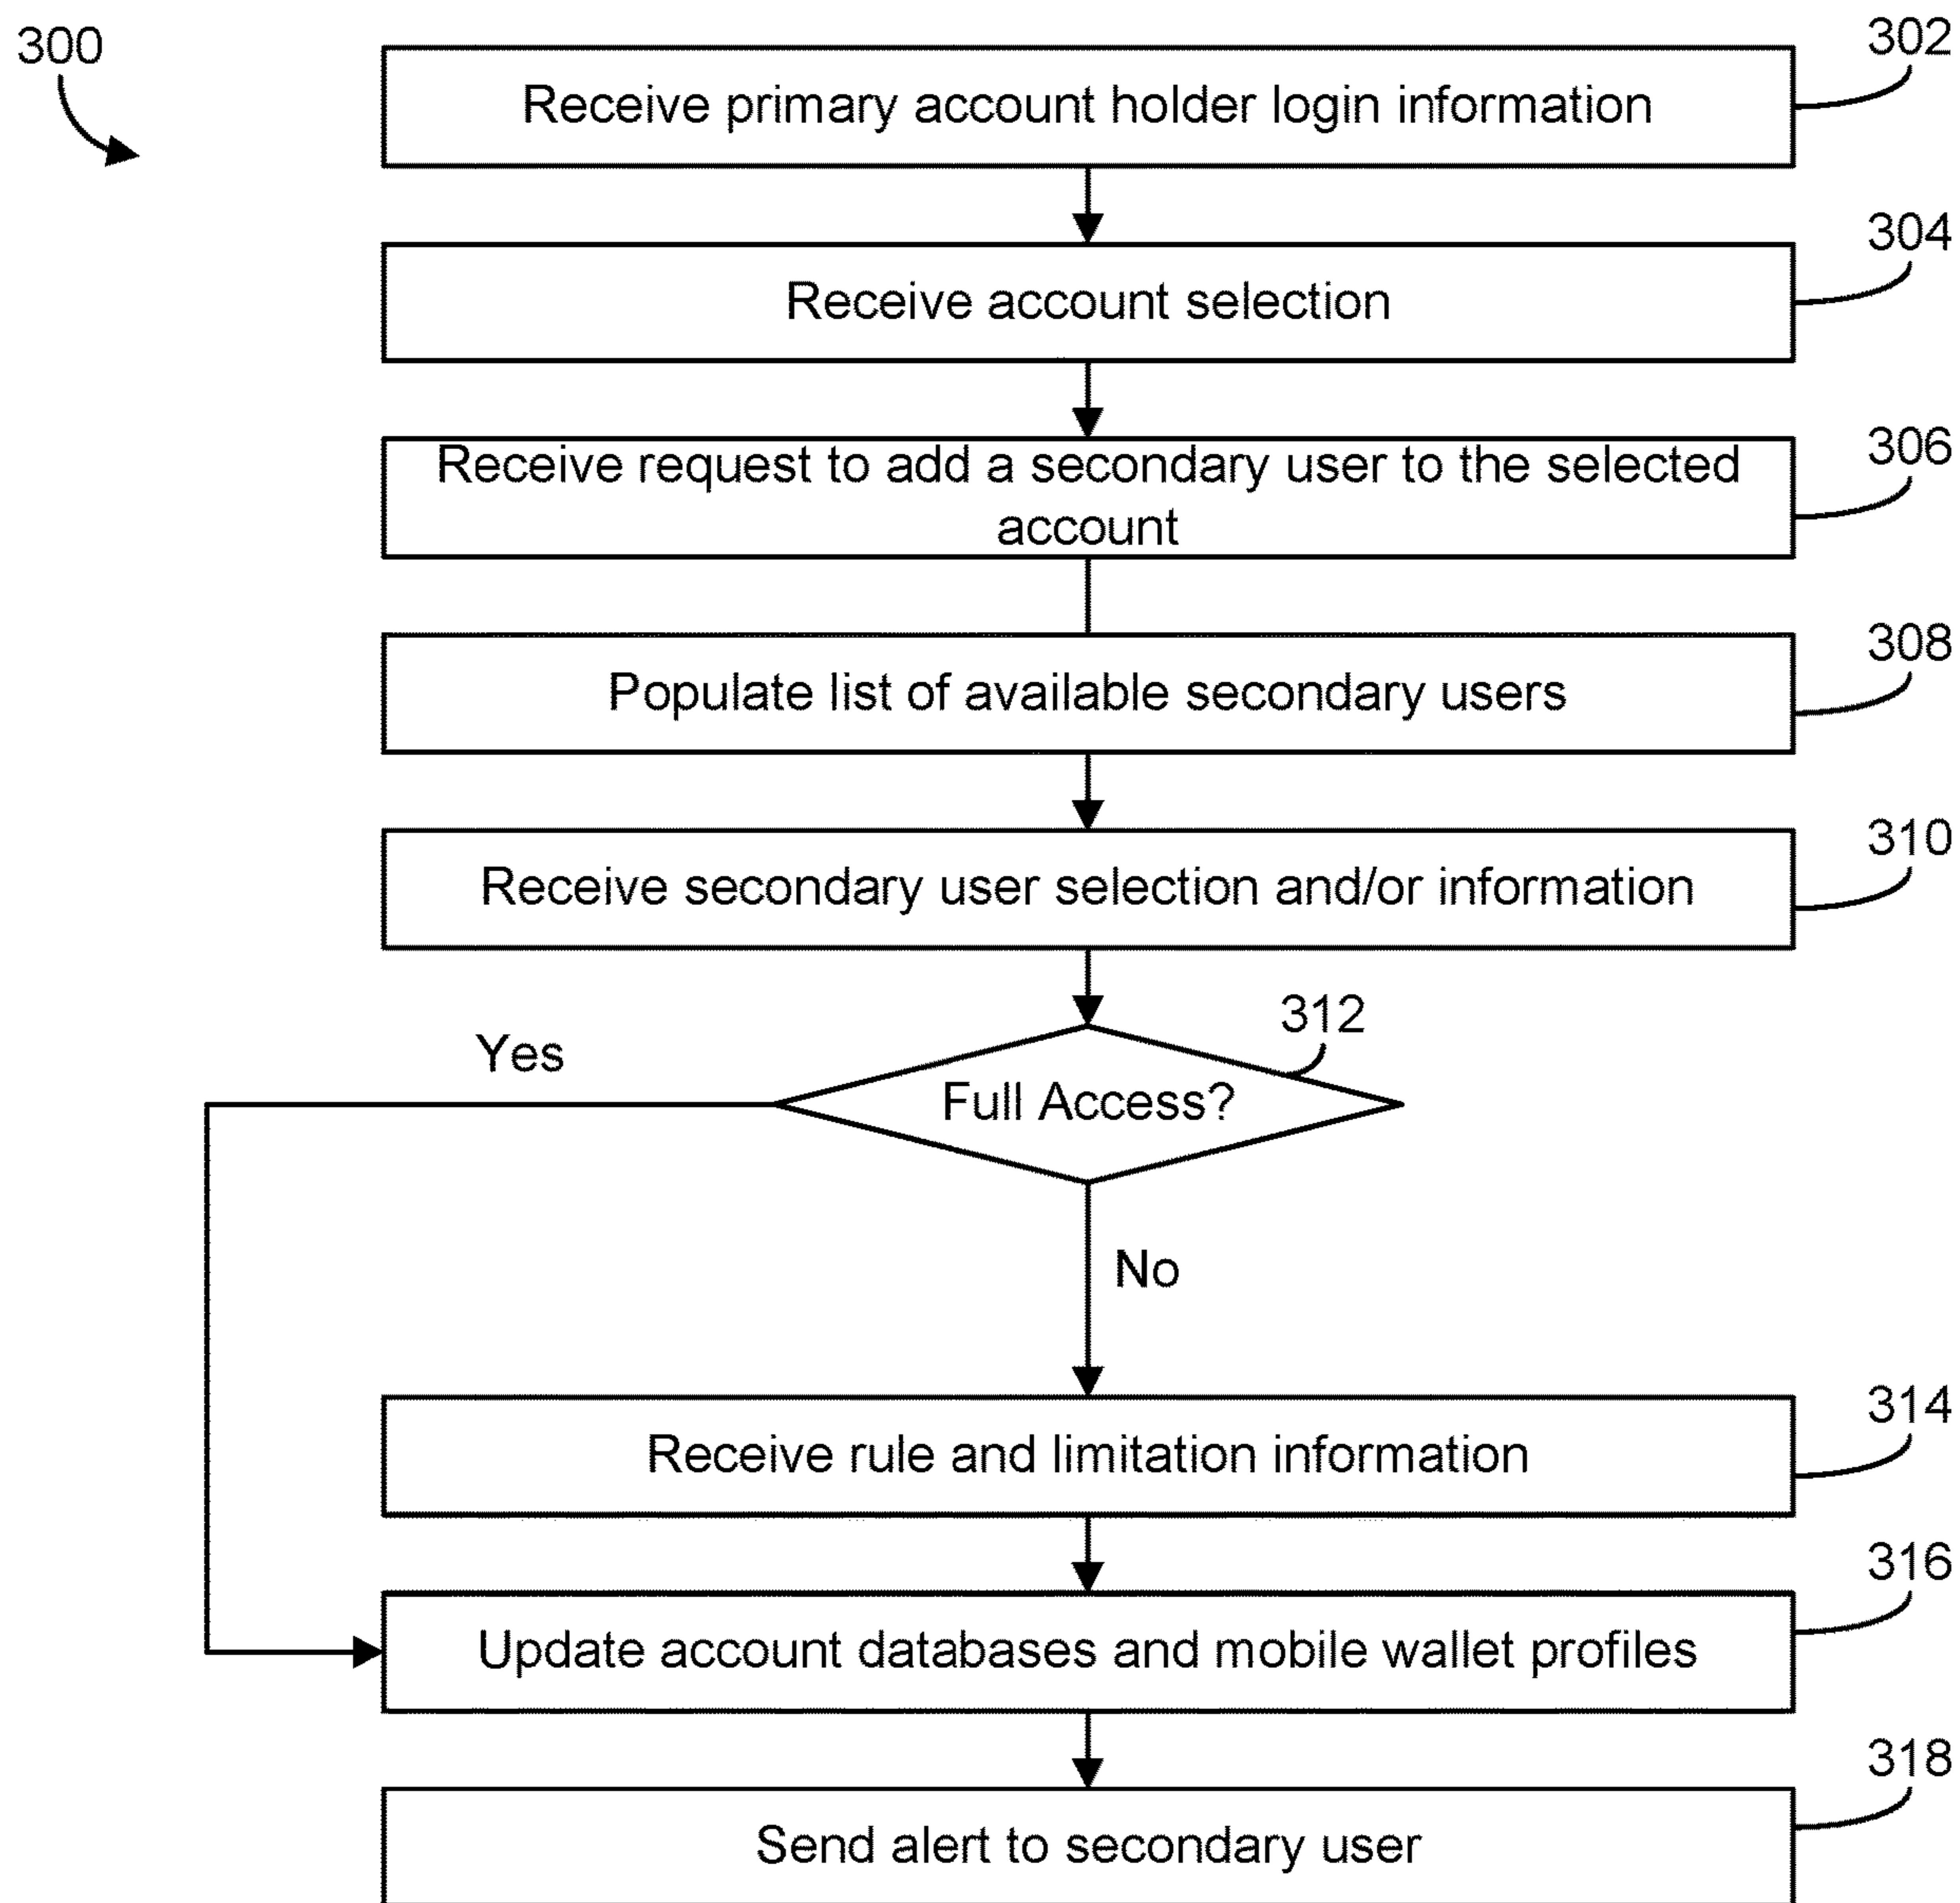 300
302
Receive primary account holder login information
304
Receive account selection
306
Receive request to add a secondary user to the selected
account
308
Populate list of available secondary users
310
Receive secondary user selection and/or information
312
Yes
Full Access?
No
314
Receive rule and limitation information
316
Update account databases and mobile wallet profiles
318
Send alert to secondary user